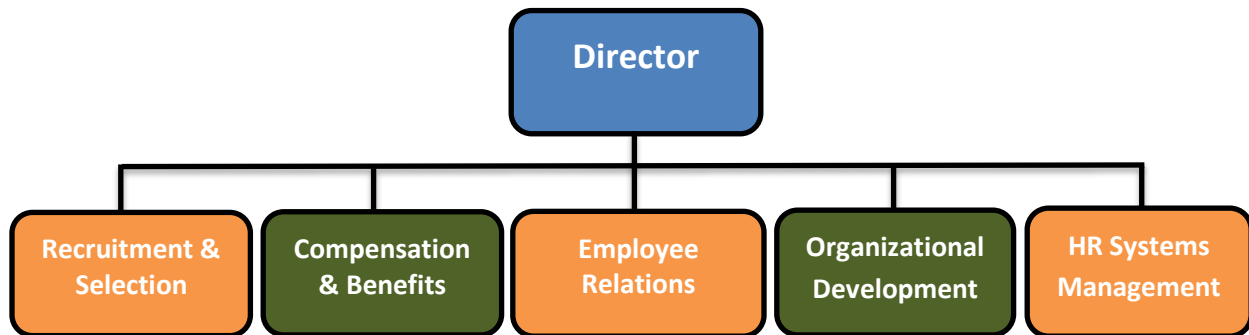 Director
Recruitment &
Selection
Compensation
& Benefits
Employee
Relations
Organizational
Development
HR Systems
Management